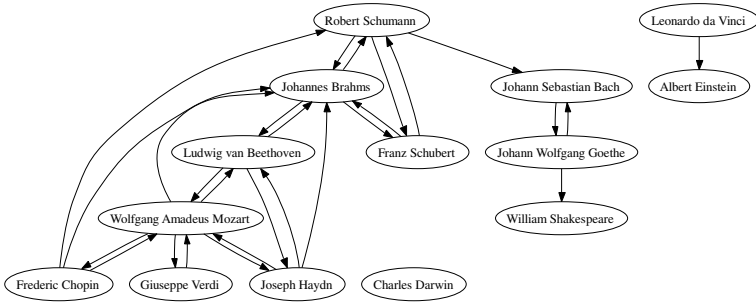 Robert Schumann
Leonardo da Vinci
Johannes Brahms
Johann Sebastian Bach
Albert Einstein
Ludwig van Beethoven
Franz Schubert
Johann Wolfgang Goethe
Wolfgang Amadeus Mozart
William Shakespeare
Frederic Chopin
Giuseppe Verdi
Joseph Haydn
Charles Darwin